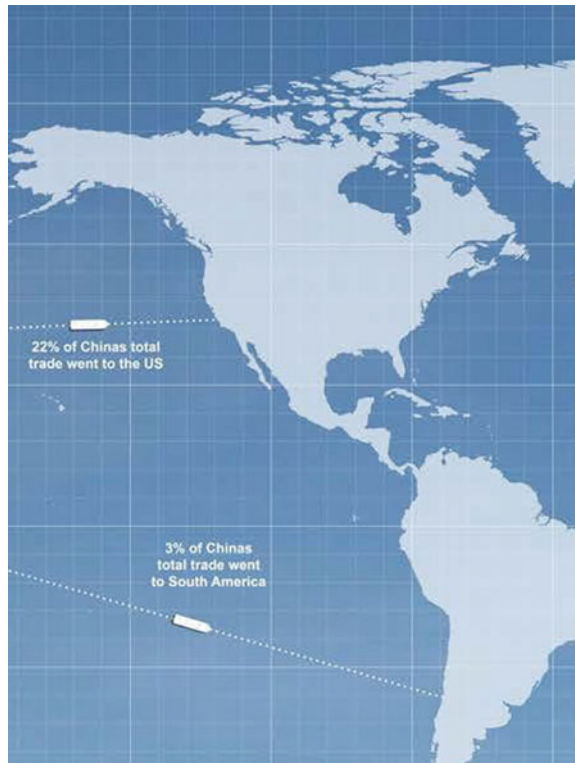 22% of Chinas total
trade went to the US
3% of Chinas
total trade went
to South America